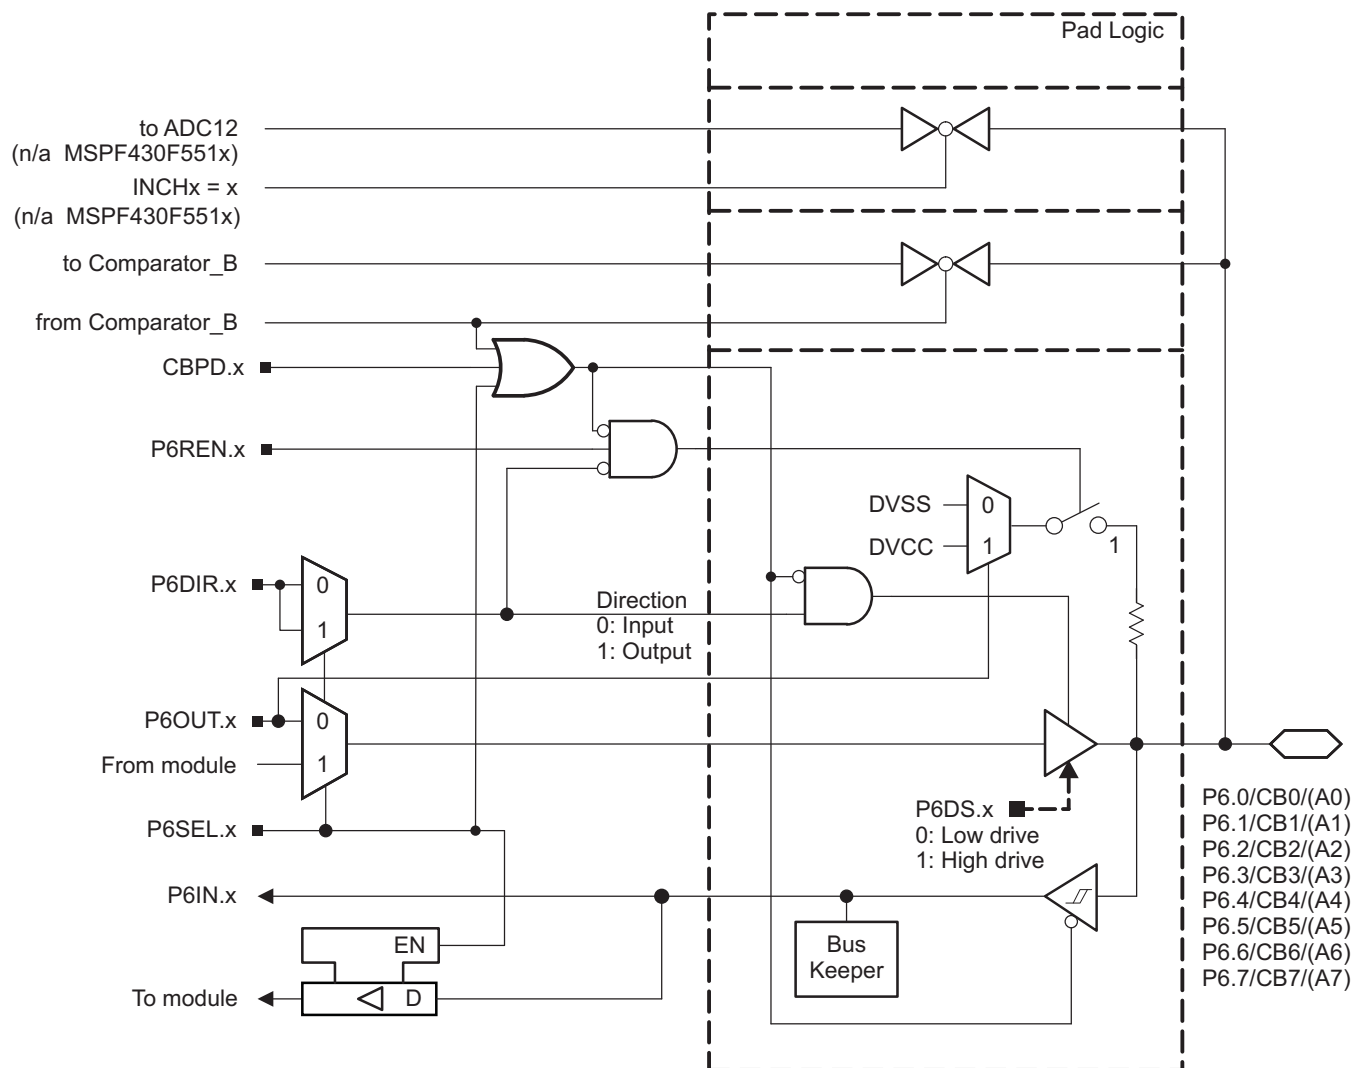 Pad Logic
to ADC12
(n/a MSPF430F551x)
INCHx = x
(n/a MSPF430F551x)
to Comparator_B
from Comparator_B
CBPD.x
P6REN.x
DVSS
0
DVCC
1
1
P6DIR.x
0
1
Direction
0: Input
1: Output
P6OUT.x
0
From module
1
P6DS.x
0: Low drive
1: High drive
P6SEL.x
P6IN.x
EN
D
To module
Bus
Keeper
P6.0/CB0/(A0)
P6.1/CB1/(A1)
P6.2/CB2/(A2)
P6.3/CB3/(A3)
P6.4/CB4/(A4)
P6.5/CB5/(A5)
P6.6/CB6/(A6)
P6.7/CB7/(A7)